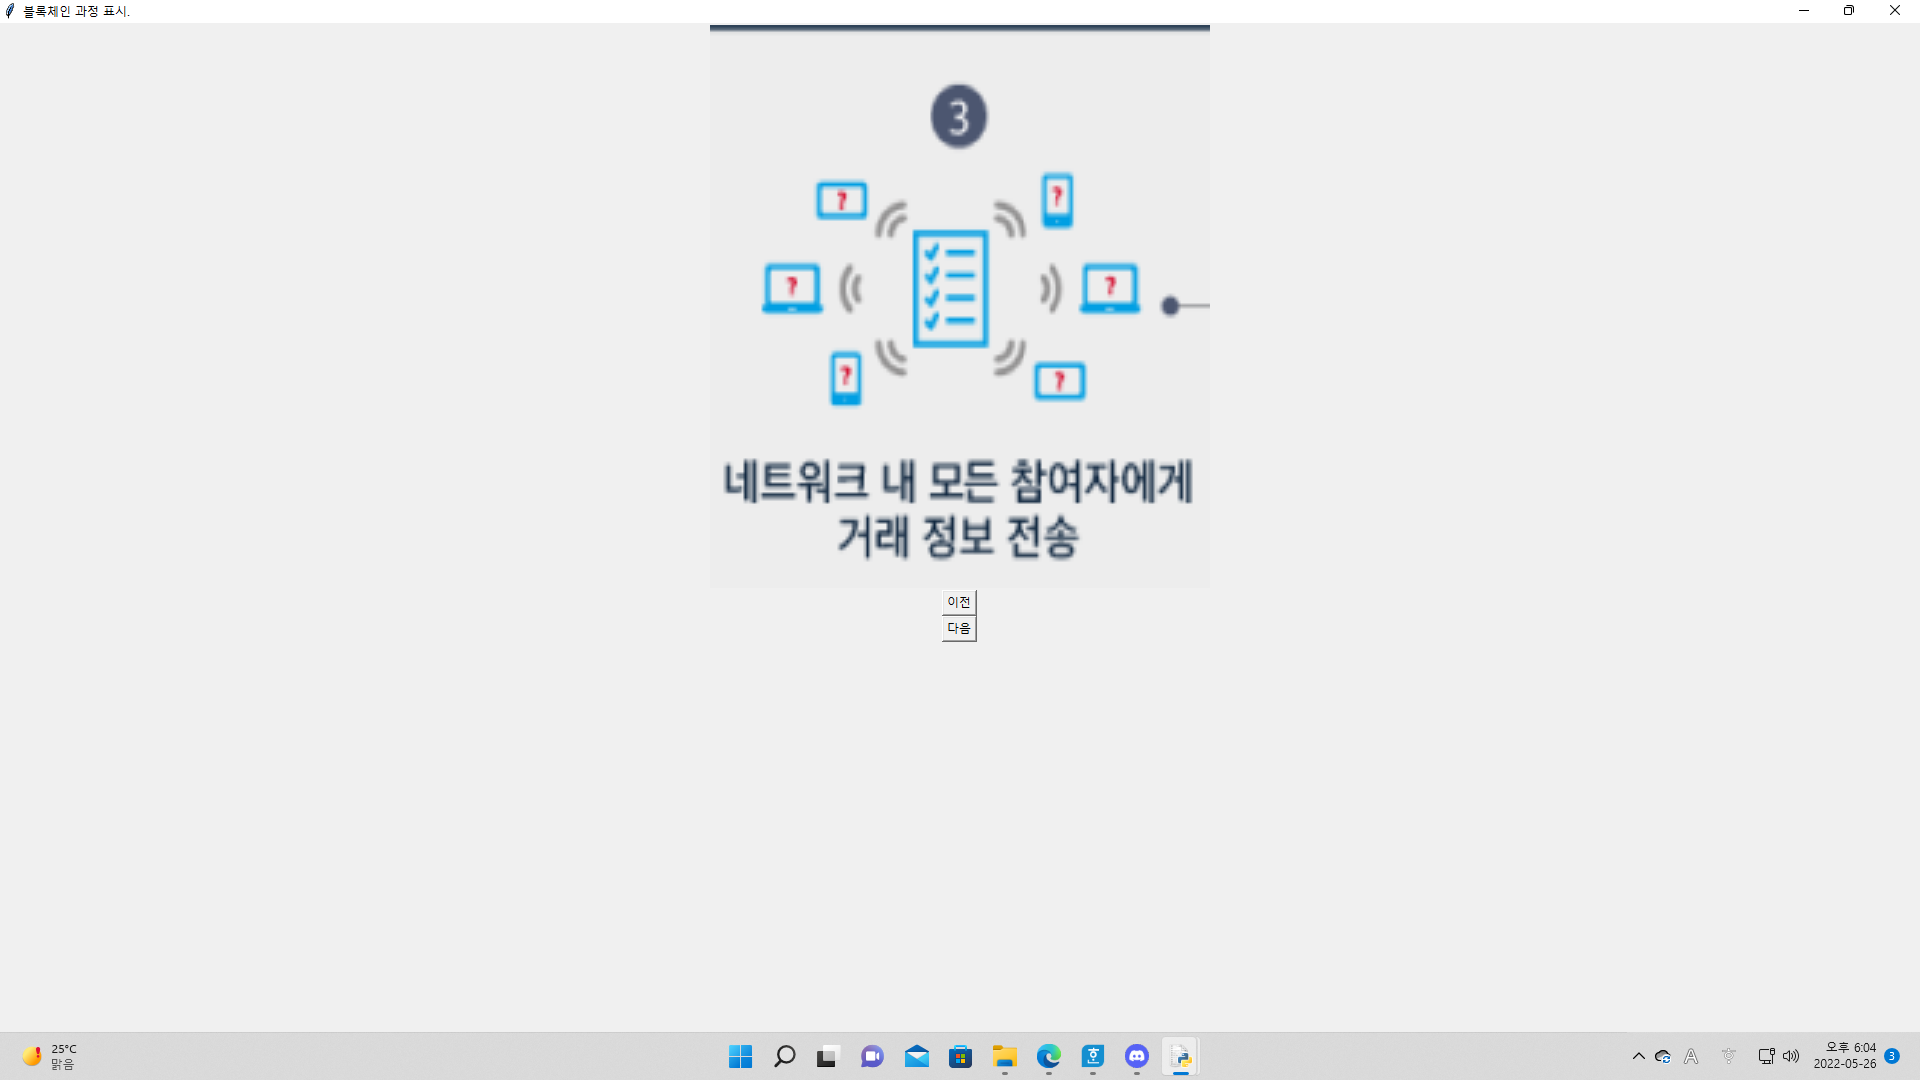 블록체인 과정 표시.
3
? ?
? ?
? ?
네트워크 내 모든 참여자에게
거래 정보 전송
이전
다음
25°C
맑음
A
오후 6:04
2022-05-26
3